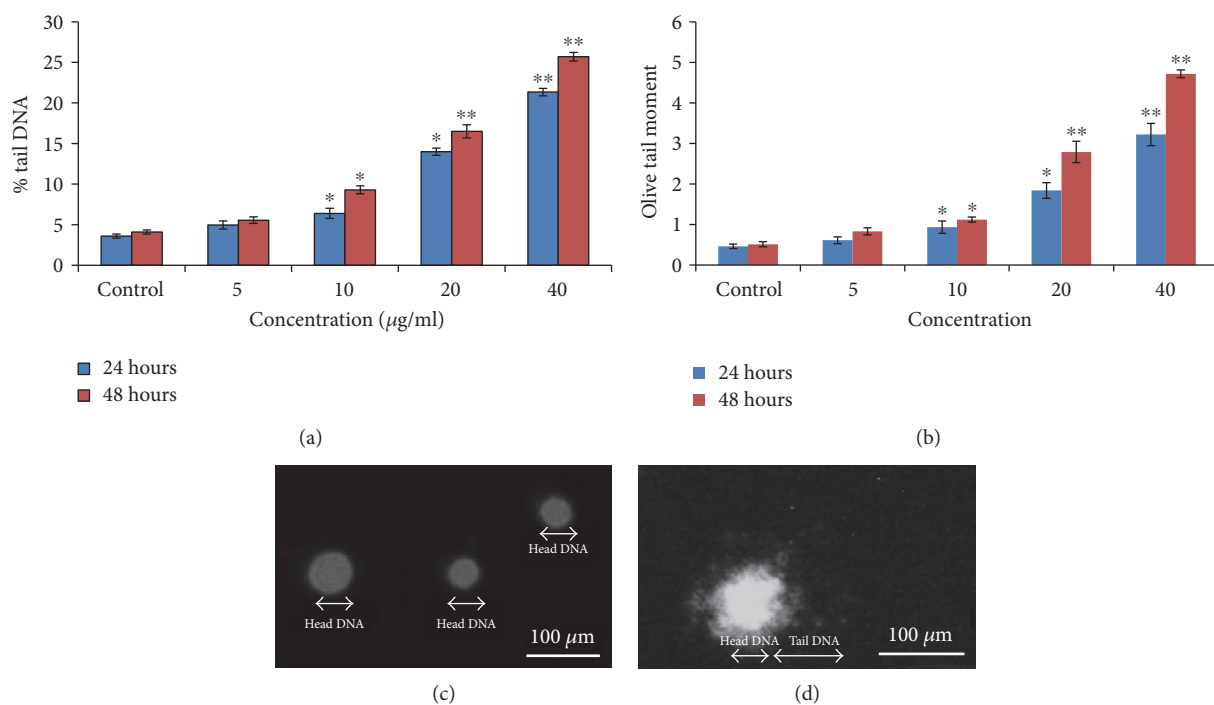 30
25
20
15
10
5
0
% tail DNA
*
*
*
**
**
**
Control
5
10
20
40
Concentration (μg/ml)
24 hours
48 hours
(a)
6
5
4
3
2
1
0
Olive tail moment
*
*
*
**
**
**
Control
5
10
20
40
Concentration
24 hours
48 hours
(b)
Head DNA
Head DNA
Head DNA
100 μm
(c)
Head DNA
Tail DNA
100 μm
(d)